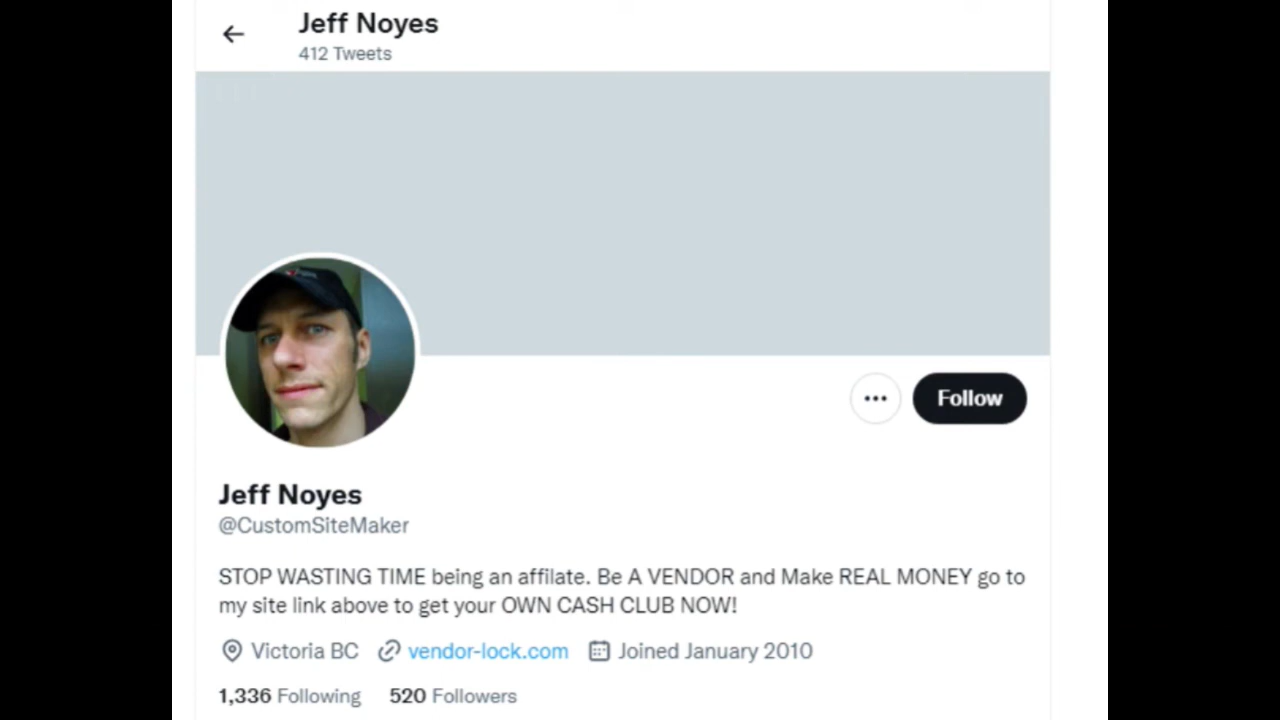 Jeff Noyes
412 Tweets
Follow
Jeff Noyes
@CustomSiteMaker
STOP WASTING TIME being an affilate. Be A VENDOR and Make REAL MONEY go to
my site link above to get your OWN CASH CLUB NOW!
Victoria BC vendor-lock.com Joined January 2010
1,336 Following 520 Followers